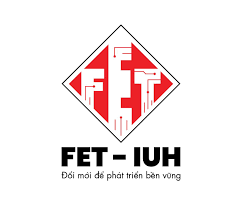 FET
FET – IUH
Đổi mới để phát triển bền vững